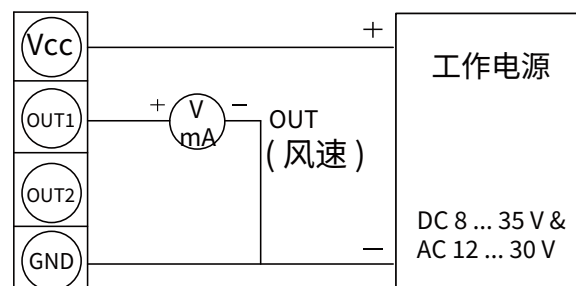 Vcc
+
工作电源
OUT1
+
V
mA
−
OUT
( 风速 )
OUT2
DC 8 ... 35 V &
AC 12 ... 30 V
GND
−